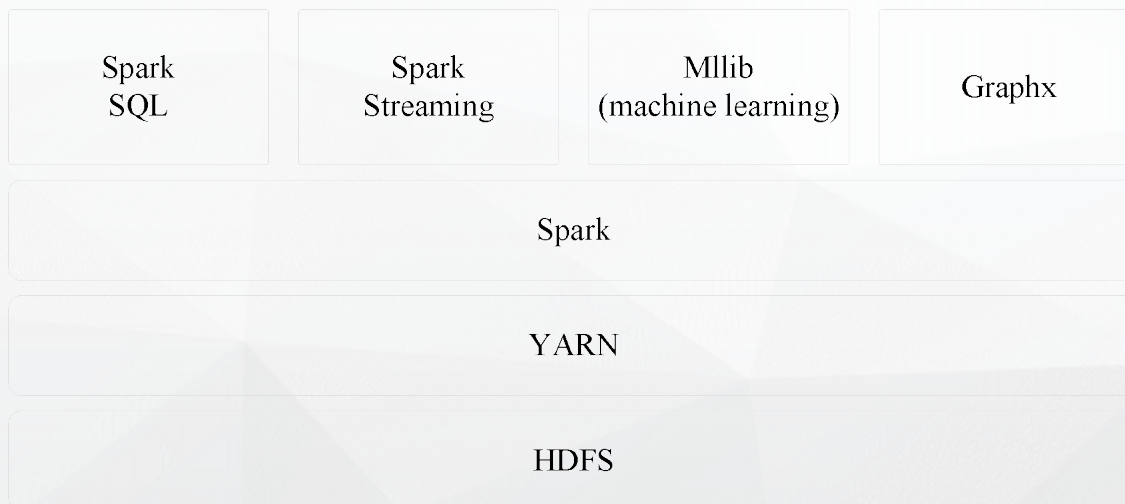 Spark
SQL
Spark
Streaming
Mllib
(machine learning)
Graphx
Spark
YARN
HDFS